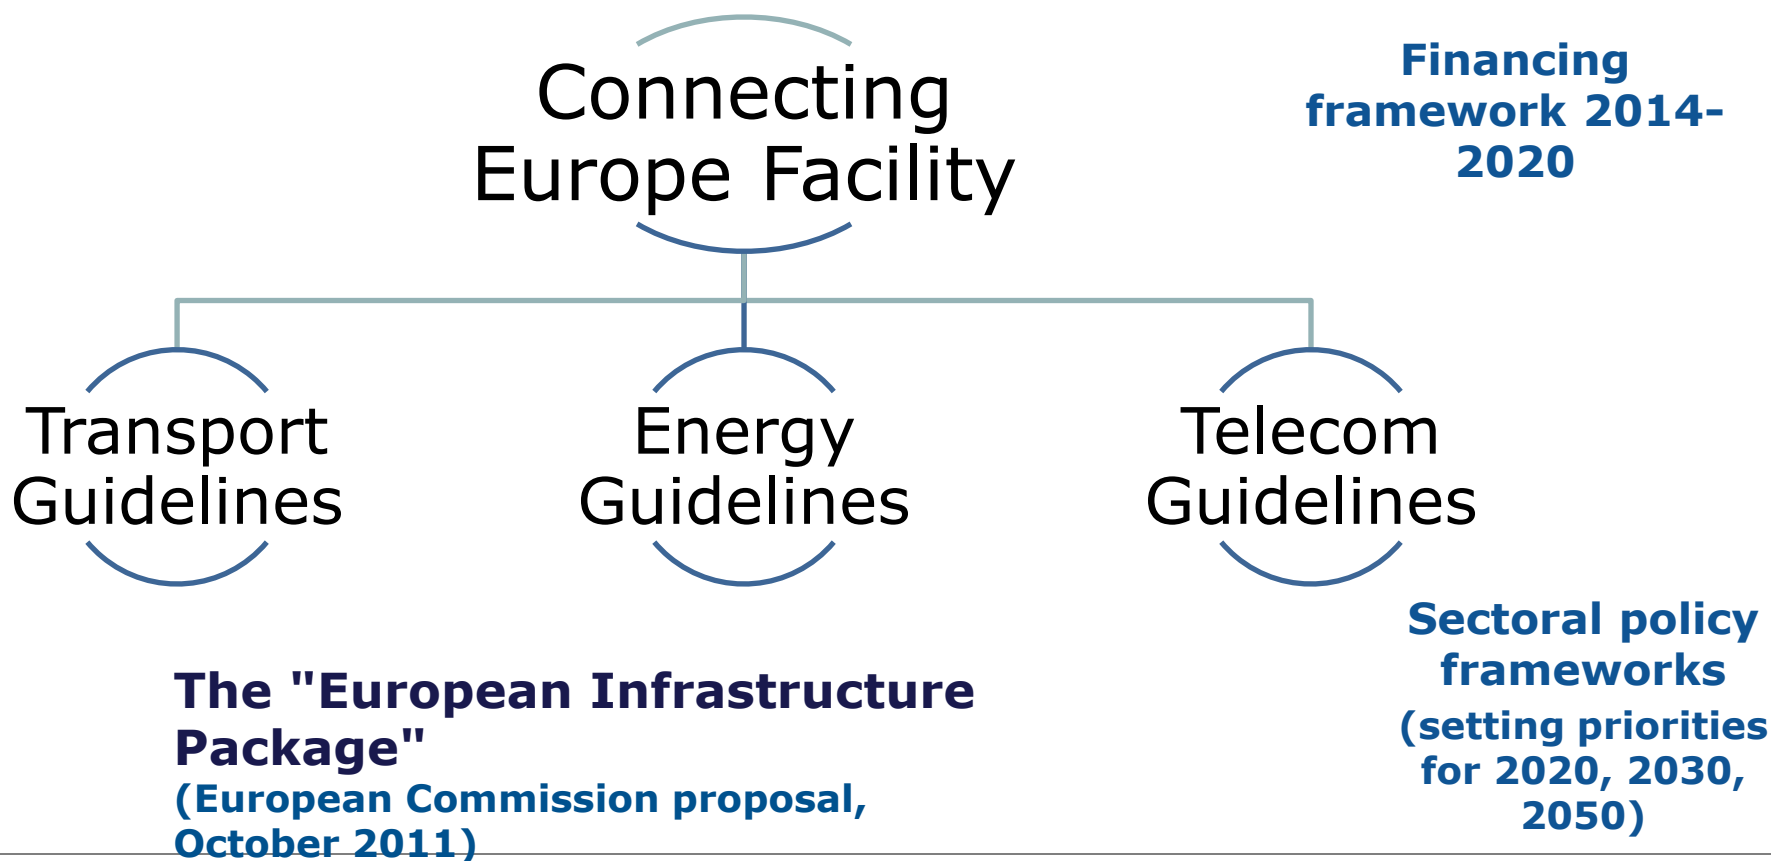 Connecting
Europe Facility
Financing
framework 2014-
2020
Transport
Guidelines
Energy
Guidelines
Telecom
Guidelines
Sectoral policy
frameworks
(setting priorities
for 2020, 2030,
2050)
The "European Infrastructure
Package"
(European Commission proposal,
October 2011)